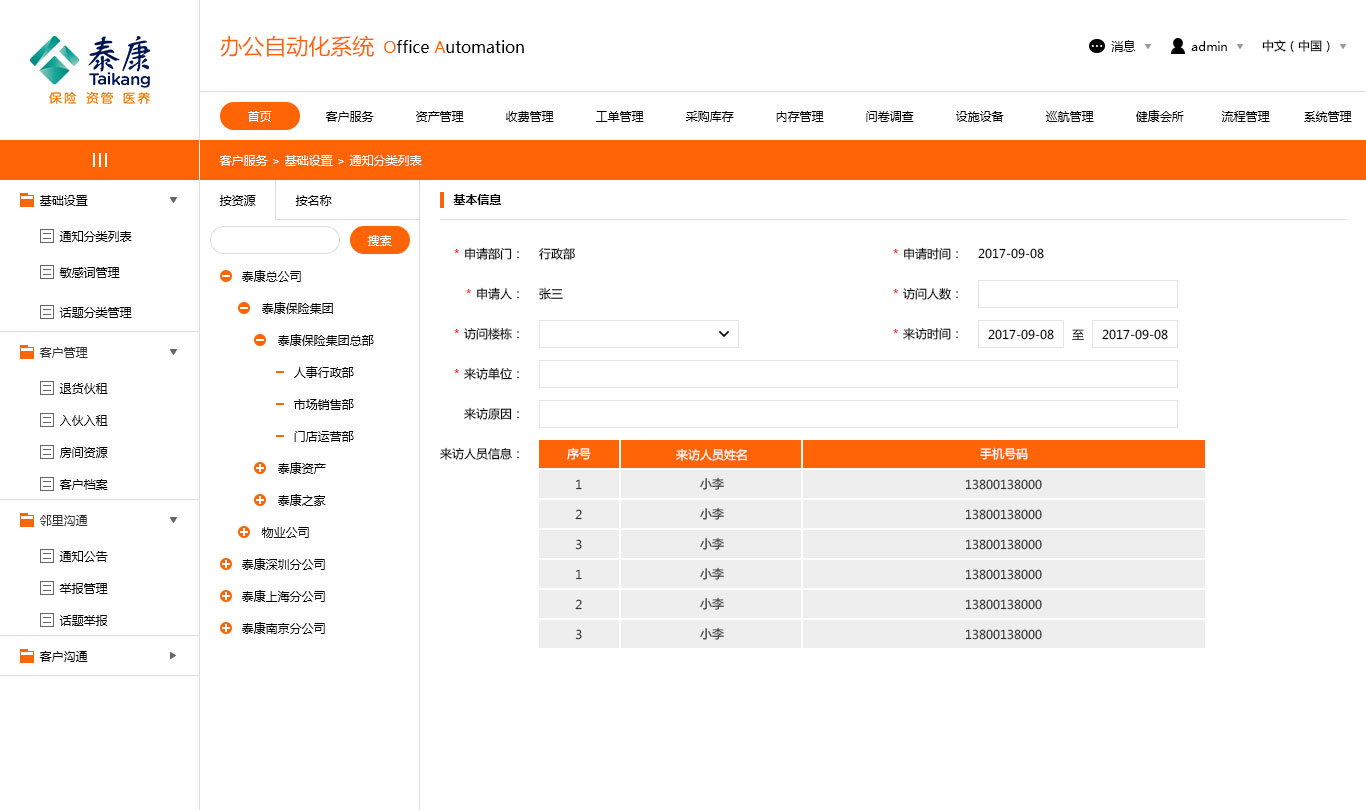 泰康
Taikang
保险 资管 医养
办公自动化系统 Office Automation
消息 admin 中文 ( 中国 )
首页 客户服务 资产管理 收费管理 工单管理 采购库存 内存管理 问卷调查 设施设备 巡航管理 健康会所 流程管理 系统管理
客户服务 > 基础设置 > 通知分类列表
基础设置
通知分类列表
敏感词管理
话题分类管理
客户管理
退货伙租
入伙入租
房间资源
客户档案
邻里沟通
通知公告
举报管理
话题举报
客户沟通
按资源 按名称
搜索
泰康总公司
泰康保险集团
泰康保险集团总部
人事行政部
市场销售部
门店运营部
泰康资产
泰康之家
物业公司
泰康深圳分公司
泰康上海分公司
泰康南京分公司
基本信息
* 申请部门： 行政部 * 申请时间： 2017-09-08
* 申请人： 张三 * 访问人数：
* 访问楼栋： * 来访时间： 2017-09-08 至 2017-09-08
* 来访单位：
来访原因：
来访人员信息： 序号 来访人员姓名 手机号码
1 小李 13800138000
2 小李 13800138000
3 小李 13800138000
1 小李 13800138000
2 小李 13800138000
3 小李 13800138000